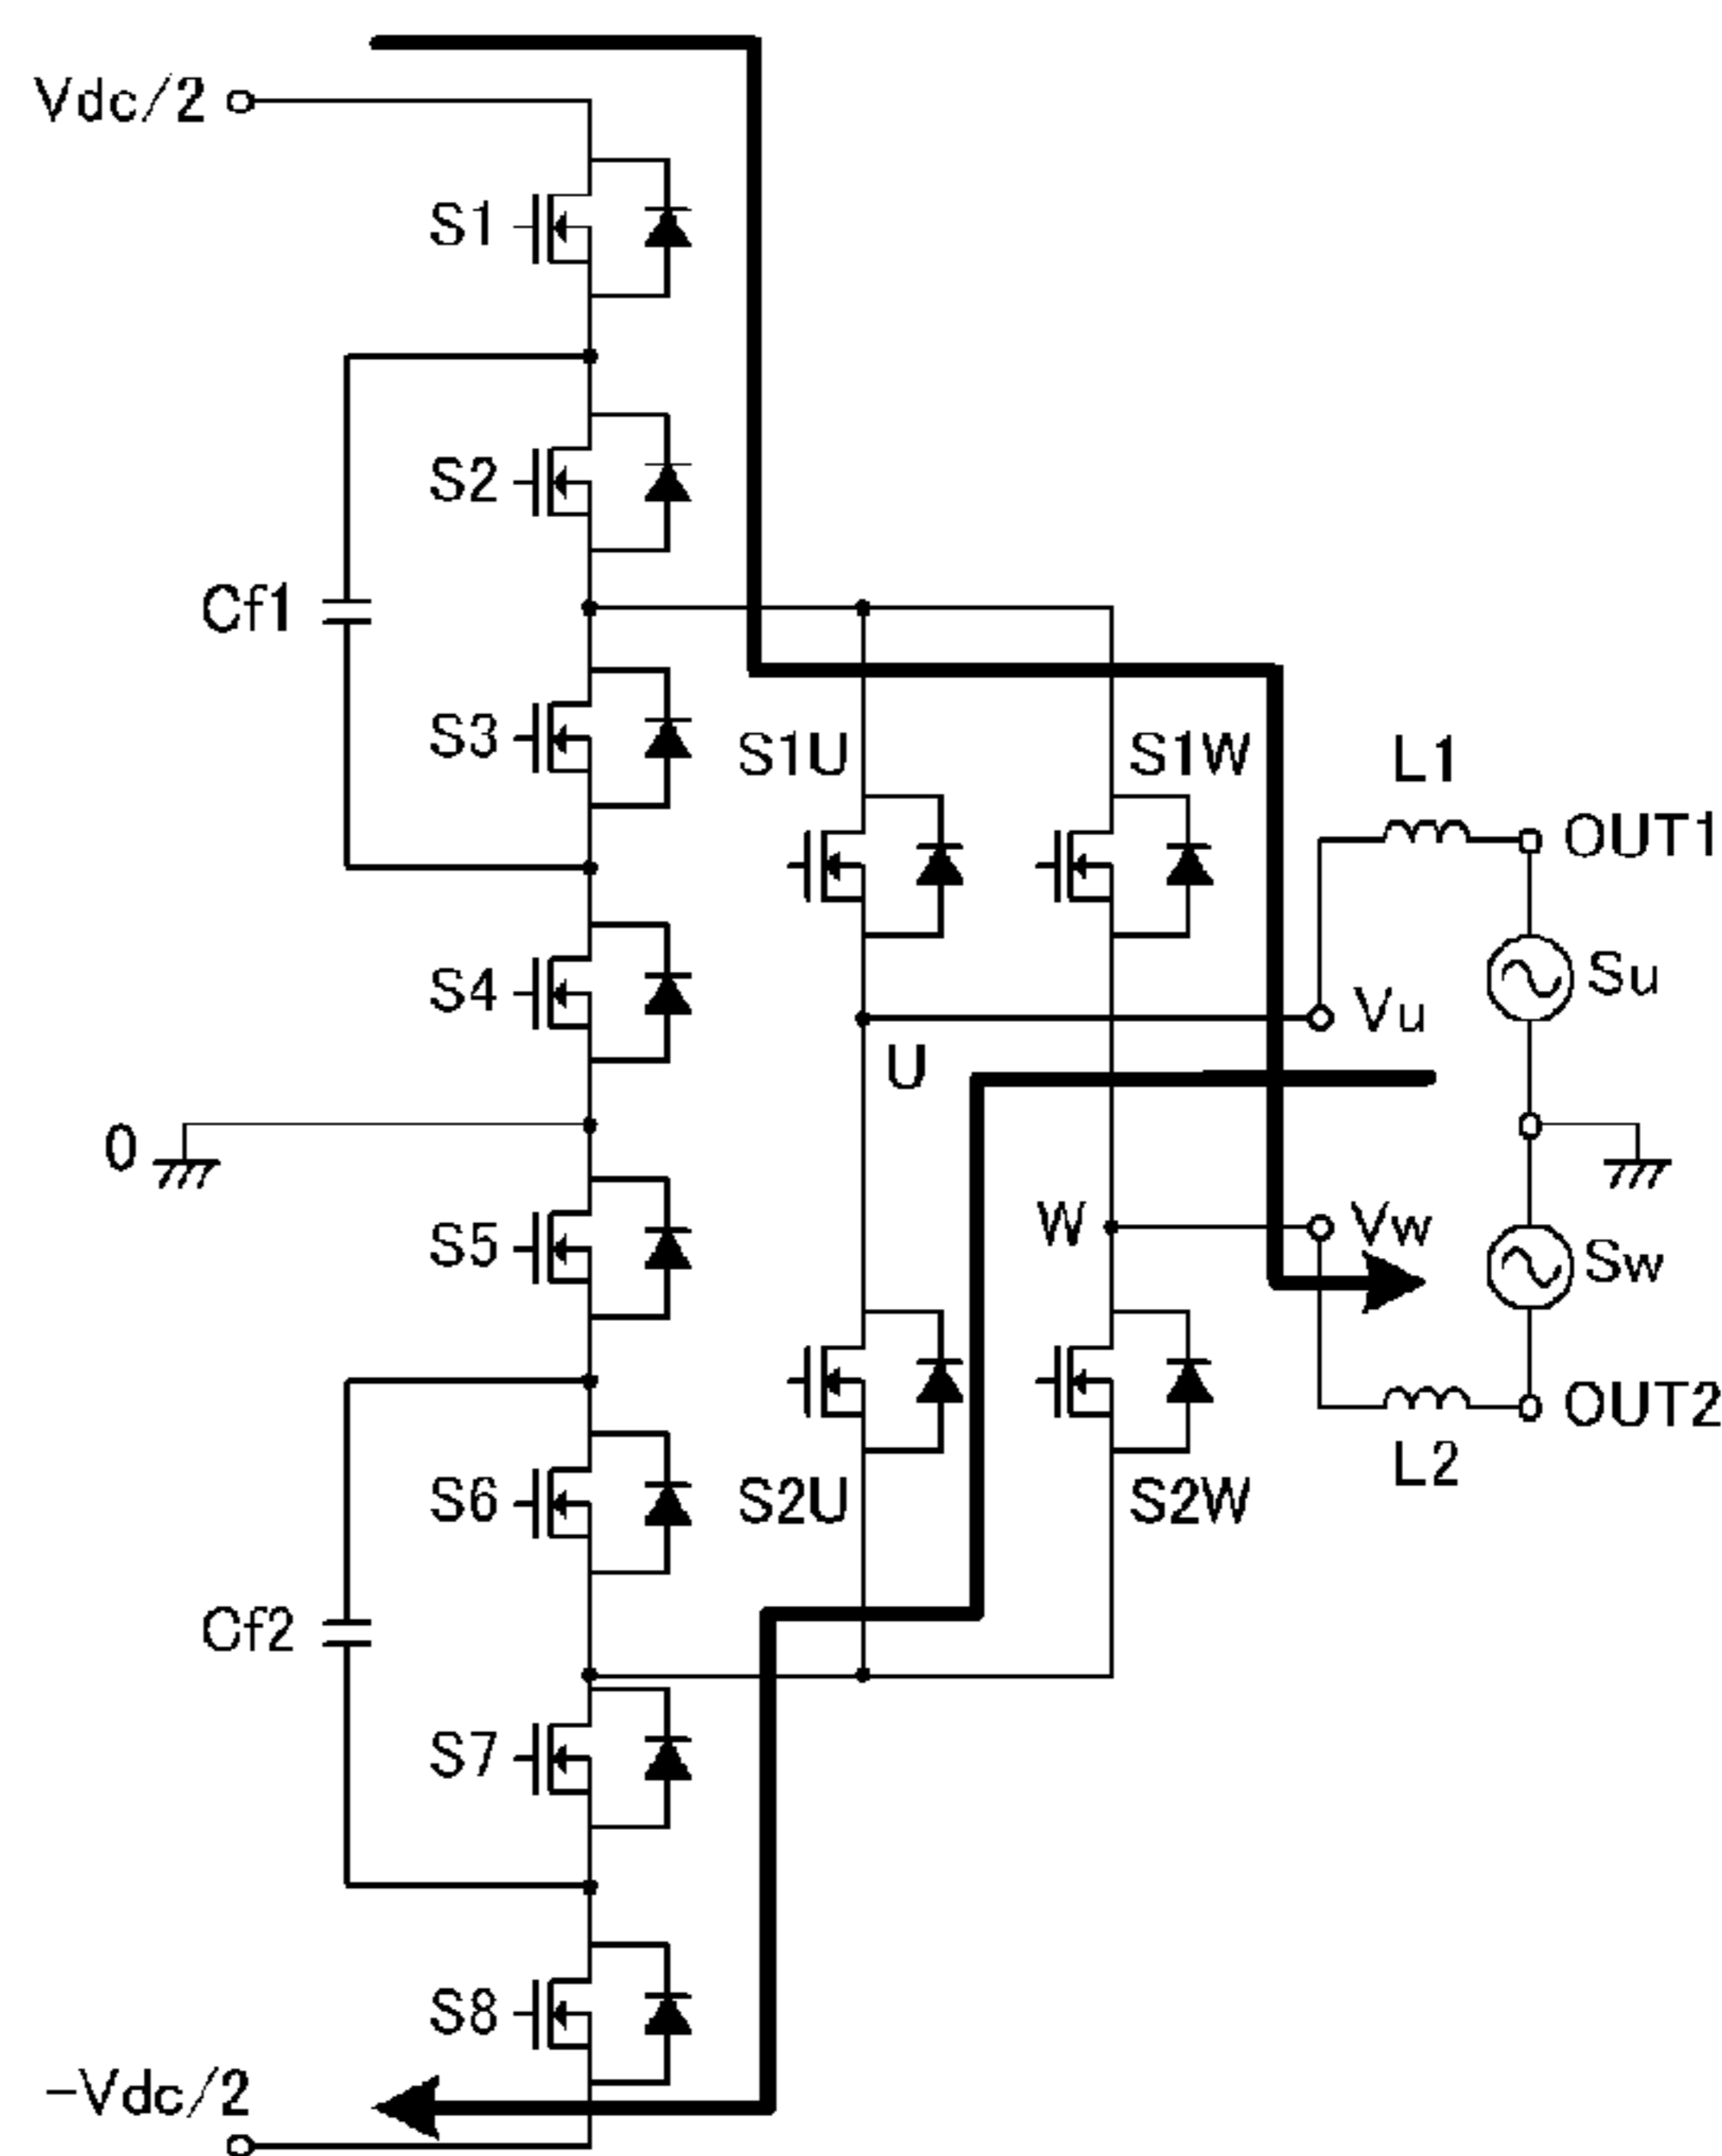 Vdc/2
S1
S2
Cf1
S3
S1U
S1W
L1
OUT1
S4
Su
Vu
U
0
W
Vw
S5
Sw
OUT2
L2
S6
S2U
S2W
Cf2
S7
S8
-Vdc/2